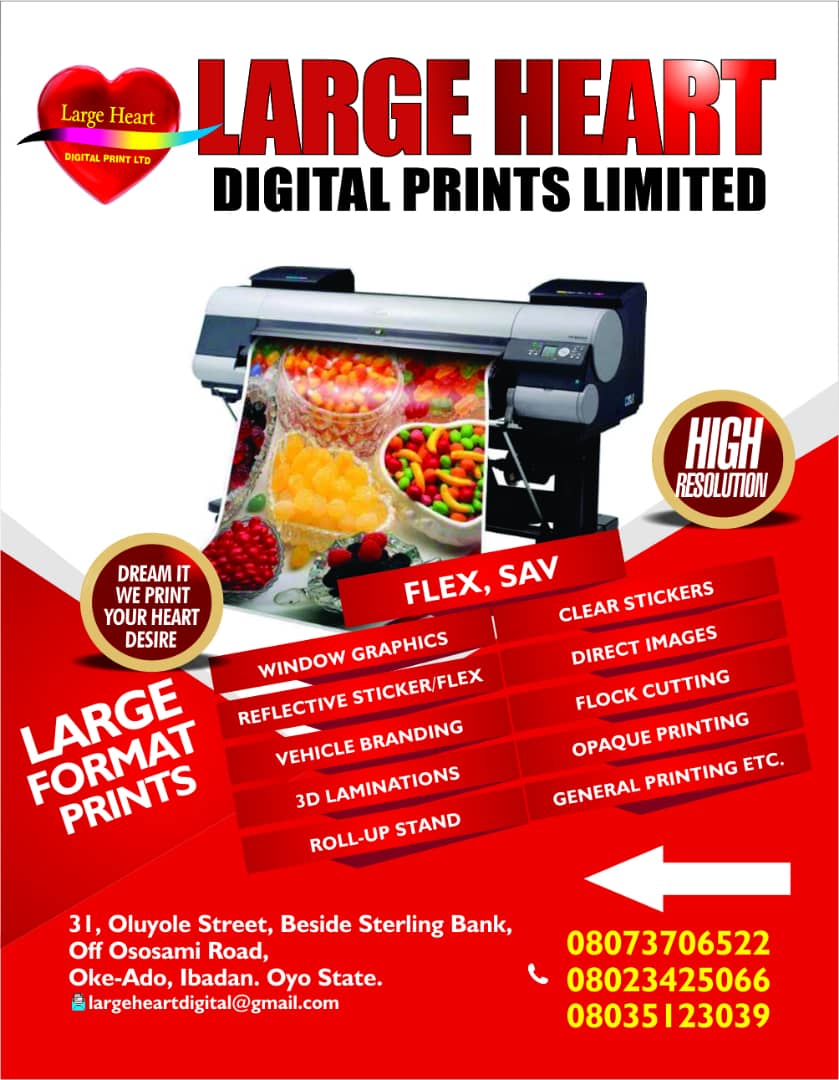 Large Heart
DIGITAL PRINT LTD
LARGE HEART
DIGITAL PRINTS LIMITED
HIGH
RESOLUTION
DREAM IT
WE PRINT
YOUR HEART
DESIRE
FLEX, SAV
LARGE
FORMAT
PRINTS
WINDOW GRAPHICS
REFLECTIVE STICKER/FLEX
VEHICLE BRANDING
3D LAMINATIONS
ROLL-UP STAND
CLEAR STICKERS
DIRECT IMAGES
FLOCK CUTTING
OPAQUE PRINTING
GENERAL PRINTING ETC.
31, Oluyole Street, Beside Sterling Bank,
Off Ososami Road,
Oke-Ado, Ibadan. Oyo State.
largeheartdigital@gmail.com
08073706522
08023425066
08035123039